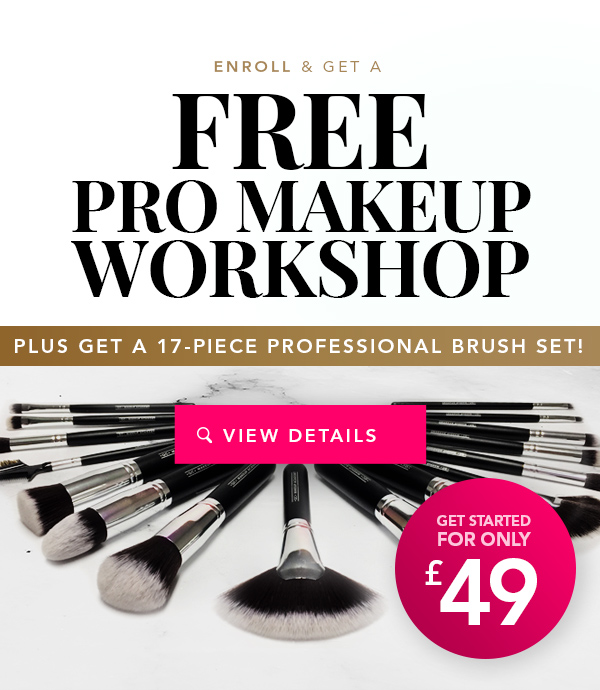 ENROLL & GET A
FREE
PRO MAKEUP
WORKSHOP
PLUS GET A 17-PIECE PROFESSIONAL BRUSH SET!
VIEW DETAILS
GET STARTED
FOR ONLY
£49